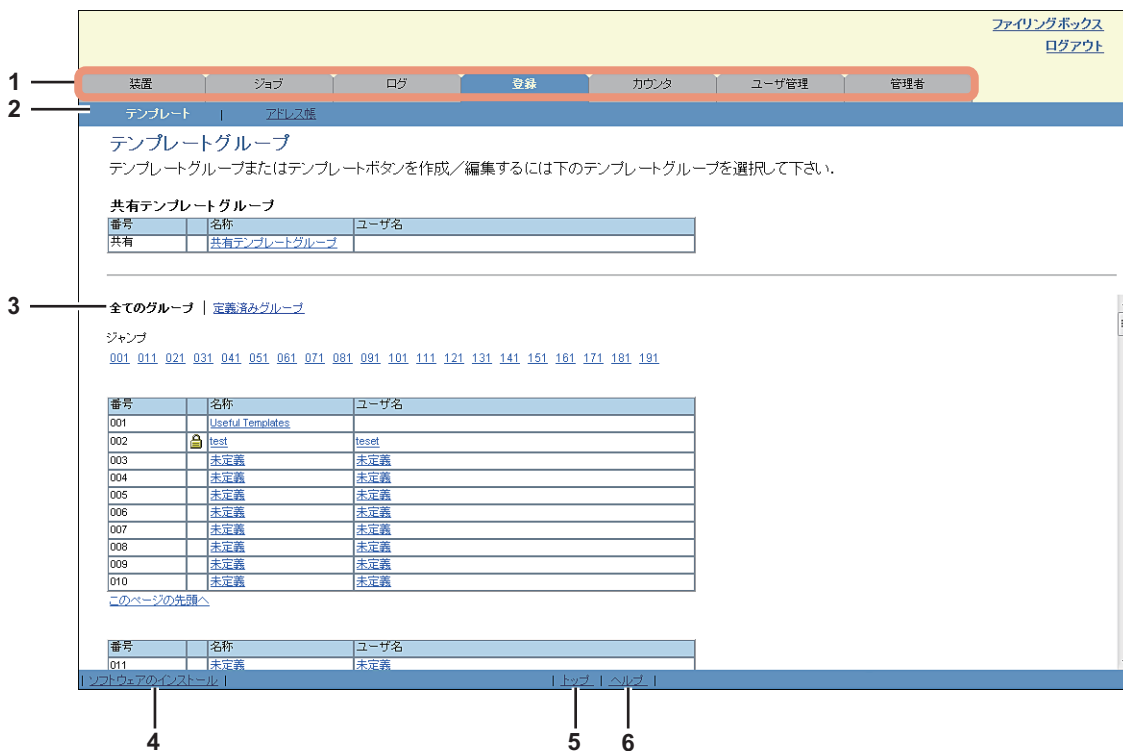 ファイリングボックス
ログアウト
1
装置 ジョブ ログ 登録 カウンタ ユーザ管理 管理者
2
テンプレート | アドレス帳
テンプレートグループ
テンプレートグループまたはテンプレートボタンを作成／編集するには下のテンプレートグループを選択して下さい.
共有テンプレートグループ
番号 名称 ユーザ名
共有 共有テンプレートグループ
3
全てのグループ | 定義済みグループ
ジャンプ
001 011 021 031 041 051 061 071 081 091 101 111 121 131 141 151 161 171 181 191
番号 名称 ユーザ名
001 Useful Templates
002 test teset
003 未定義 未定義
004 未定義 未定義
005 未定義 未定義
006 未定義 未定義
007 未定義 未定義
008 未定義 未定義
009 未定義 未定義
010 未定義 未定義
このページの先頭へ
番号 名称 ユーザ名
011 未定義 未定義
| ソフトウェアのインストール | | トップ | ヘルプ |
4 5 6